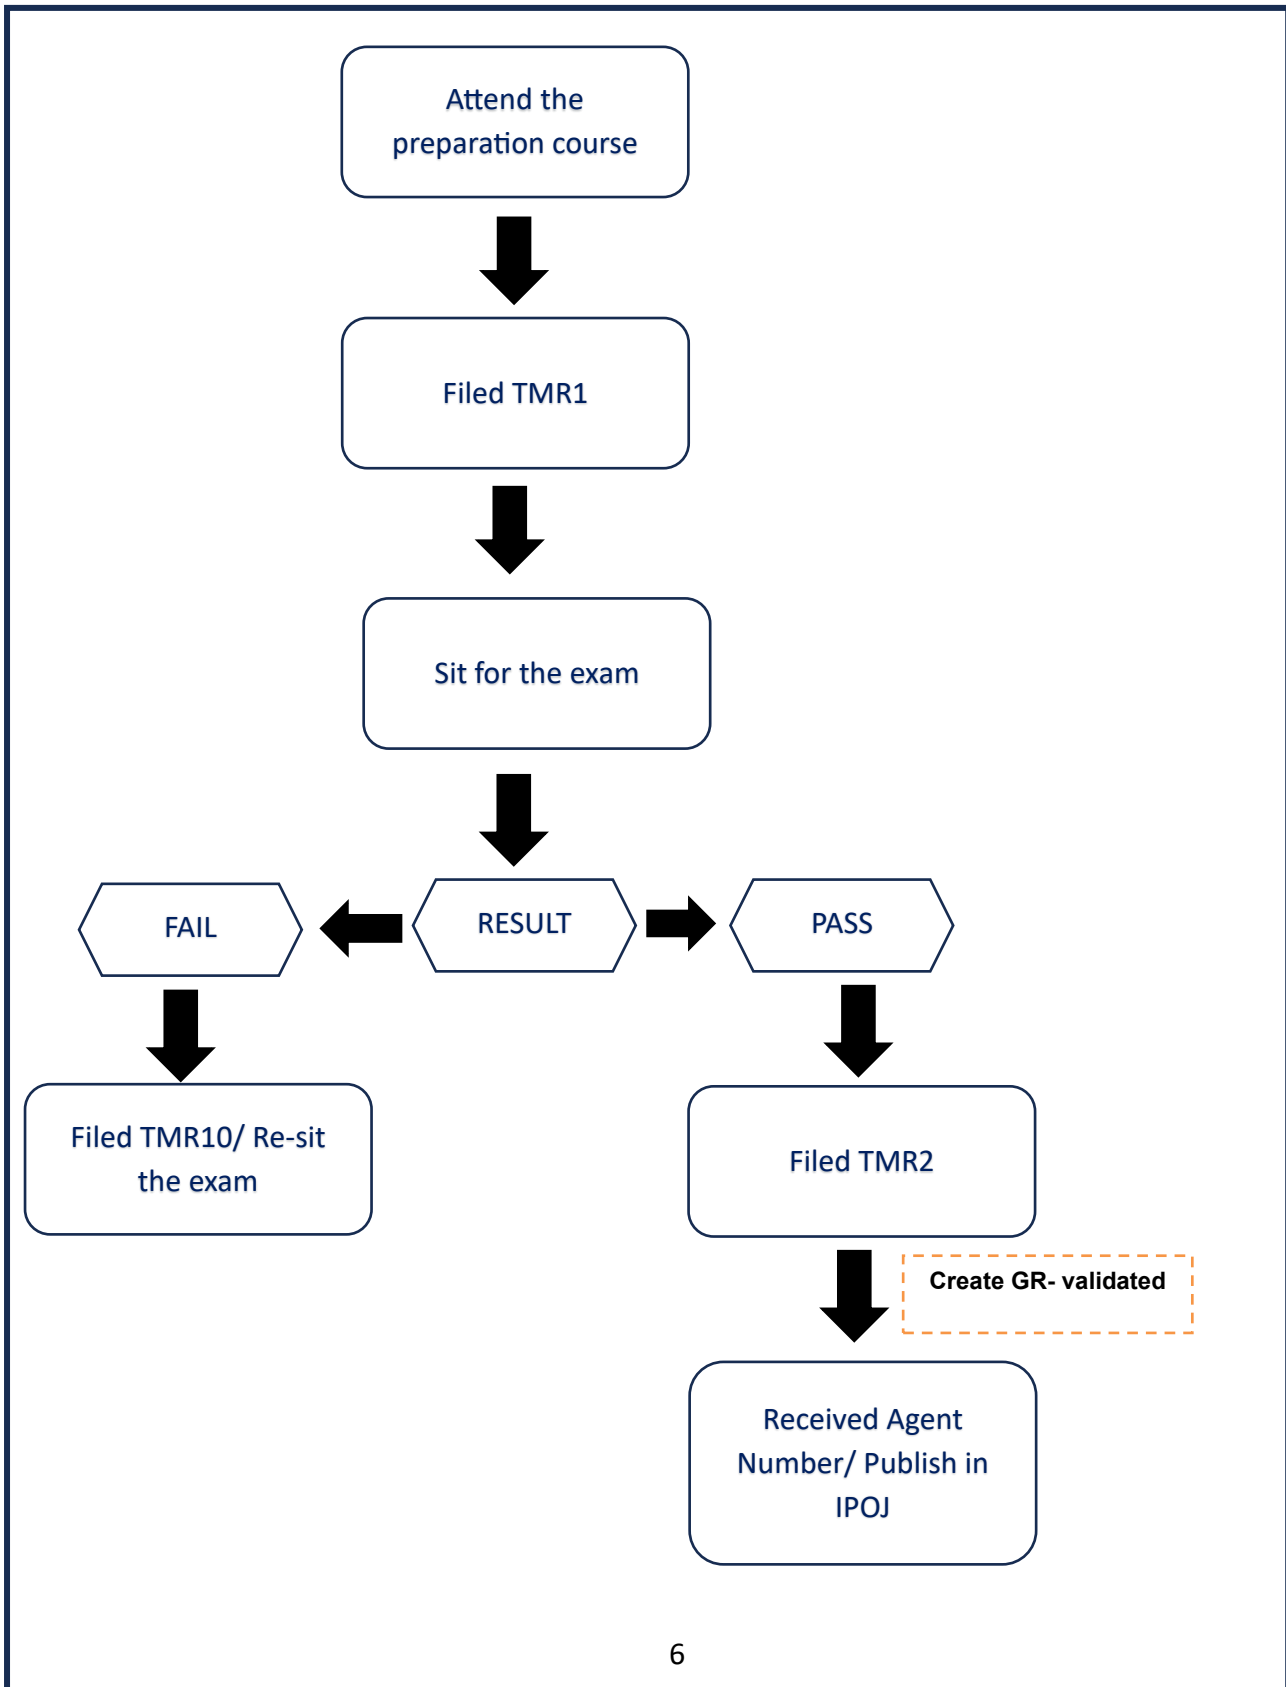 Attend the
preparation course
Filed TMR1
Sit for the exam
FAIL
RESULT
PASS
Filed TMR10/ Re-sit
the exam
Filed TMR2
Create GR- validated
Received Agent
Number/ Publish in
IPOJ
6